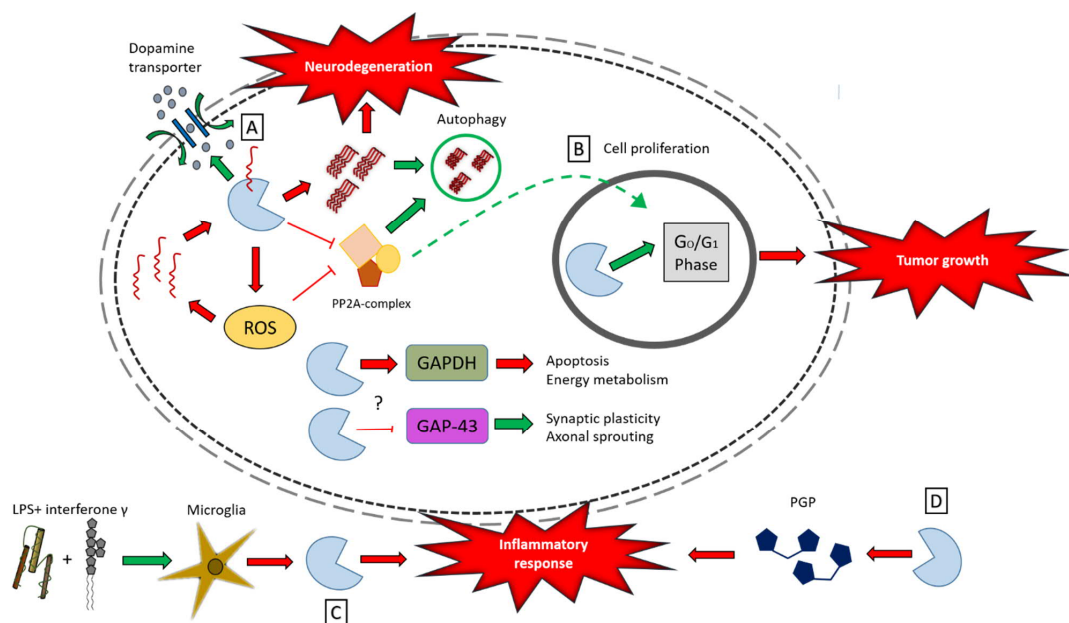 Dopamine
transporter
Neurodegeneration
A
Autophagy
B
Cell proliferation
G0/G1
Phase
Tumor growth
PP2A-complex
ROS
GAPDH
Apoptosis
Energy metabolism
?
GAP-43
Synaptic plasticity
Axonal sprouting
LPS+ interferone γ
Microglia
+
C
Inflammatory
response
PGP
D